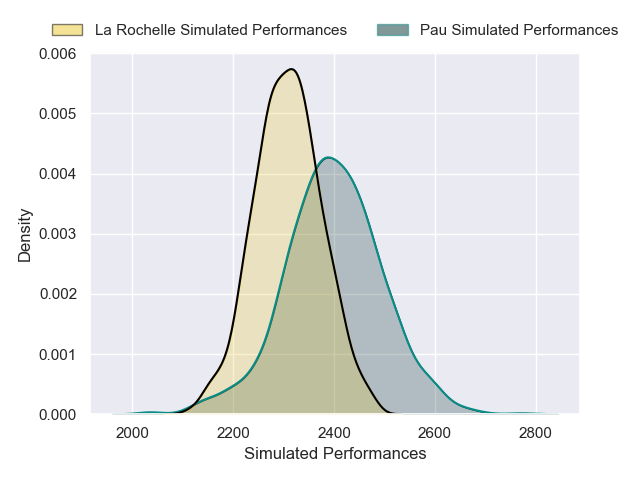 La Rochelle Simulated Performances Pau Simulated Performances
0.006
0.005
0.004
0.003
0.002
0.001
0.000
Density
2000 2200 2400 2600 2800
Simulated Performances